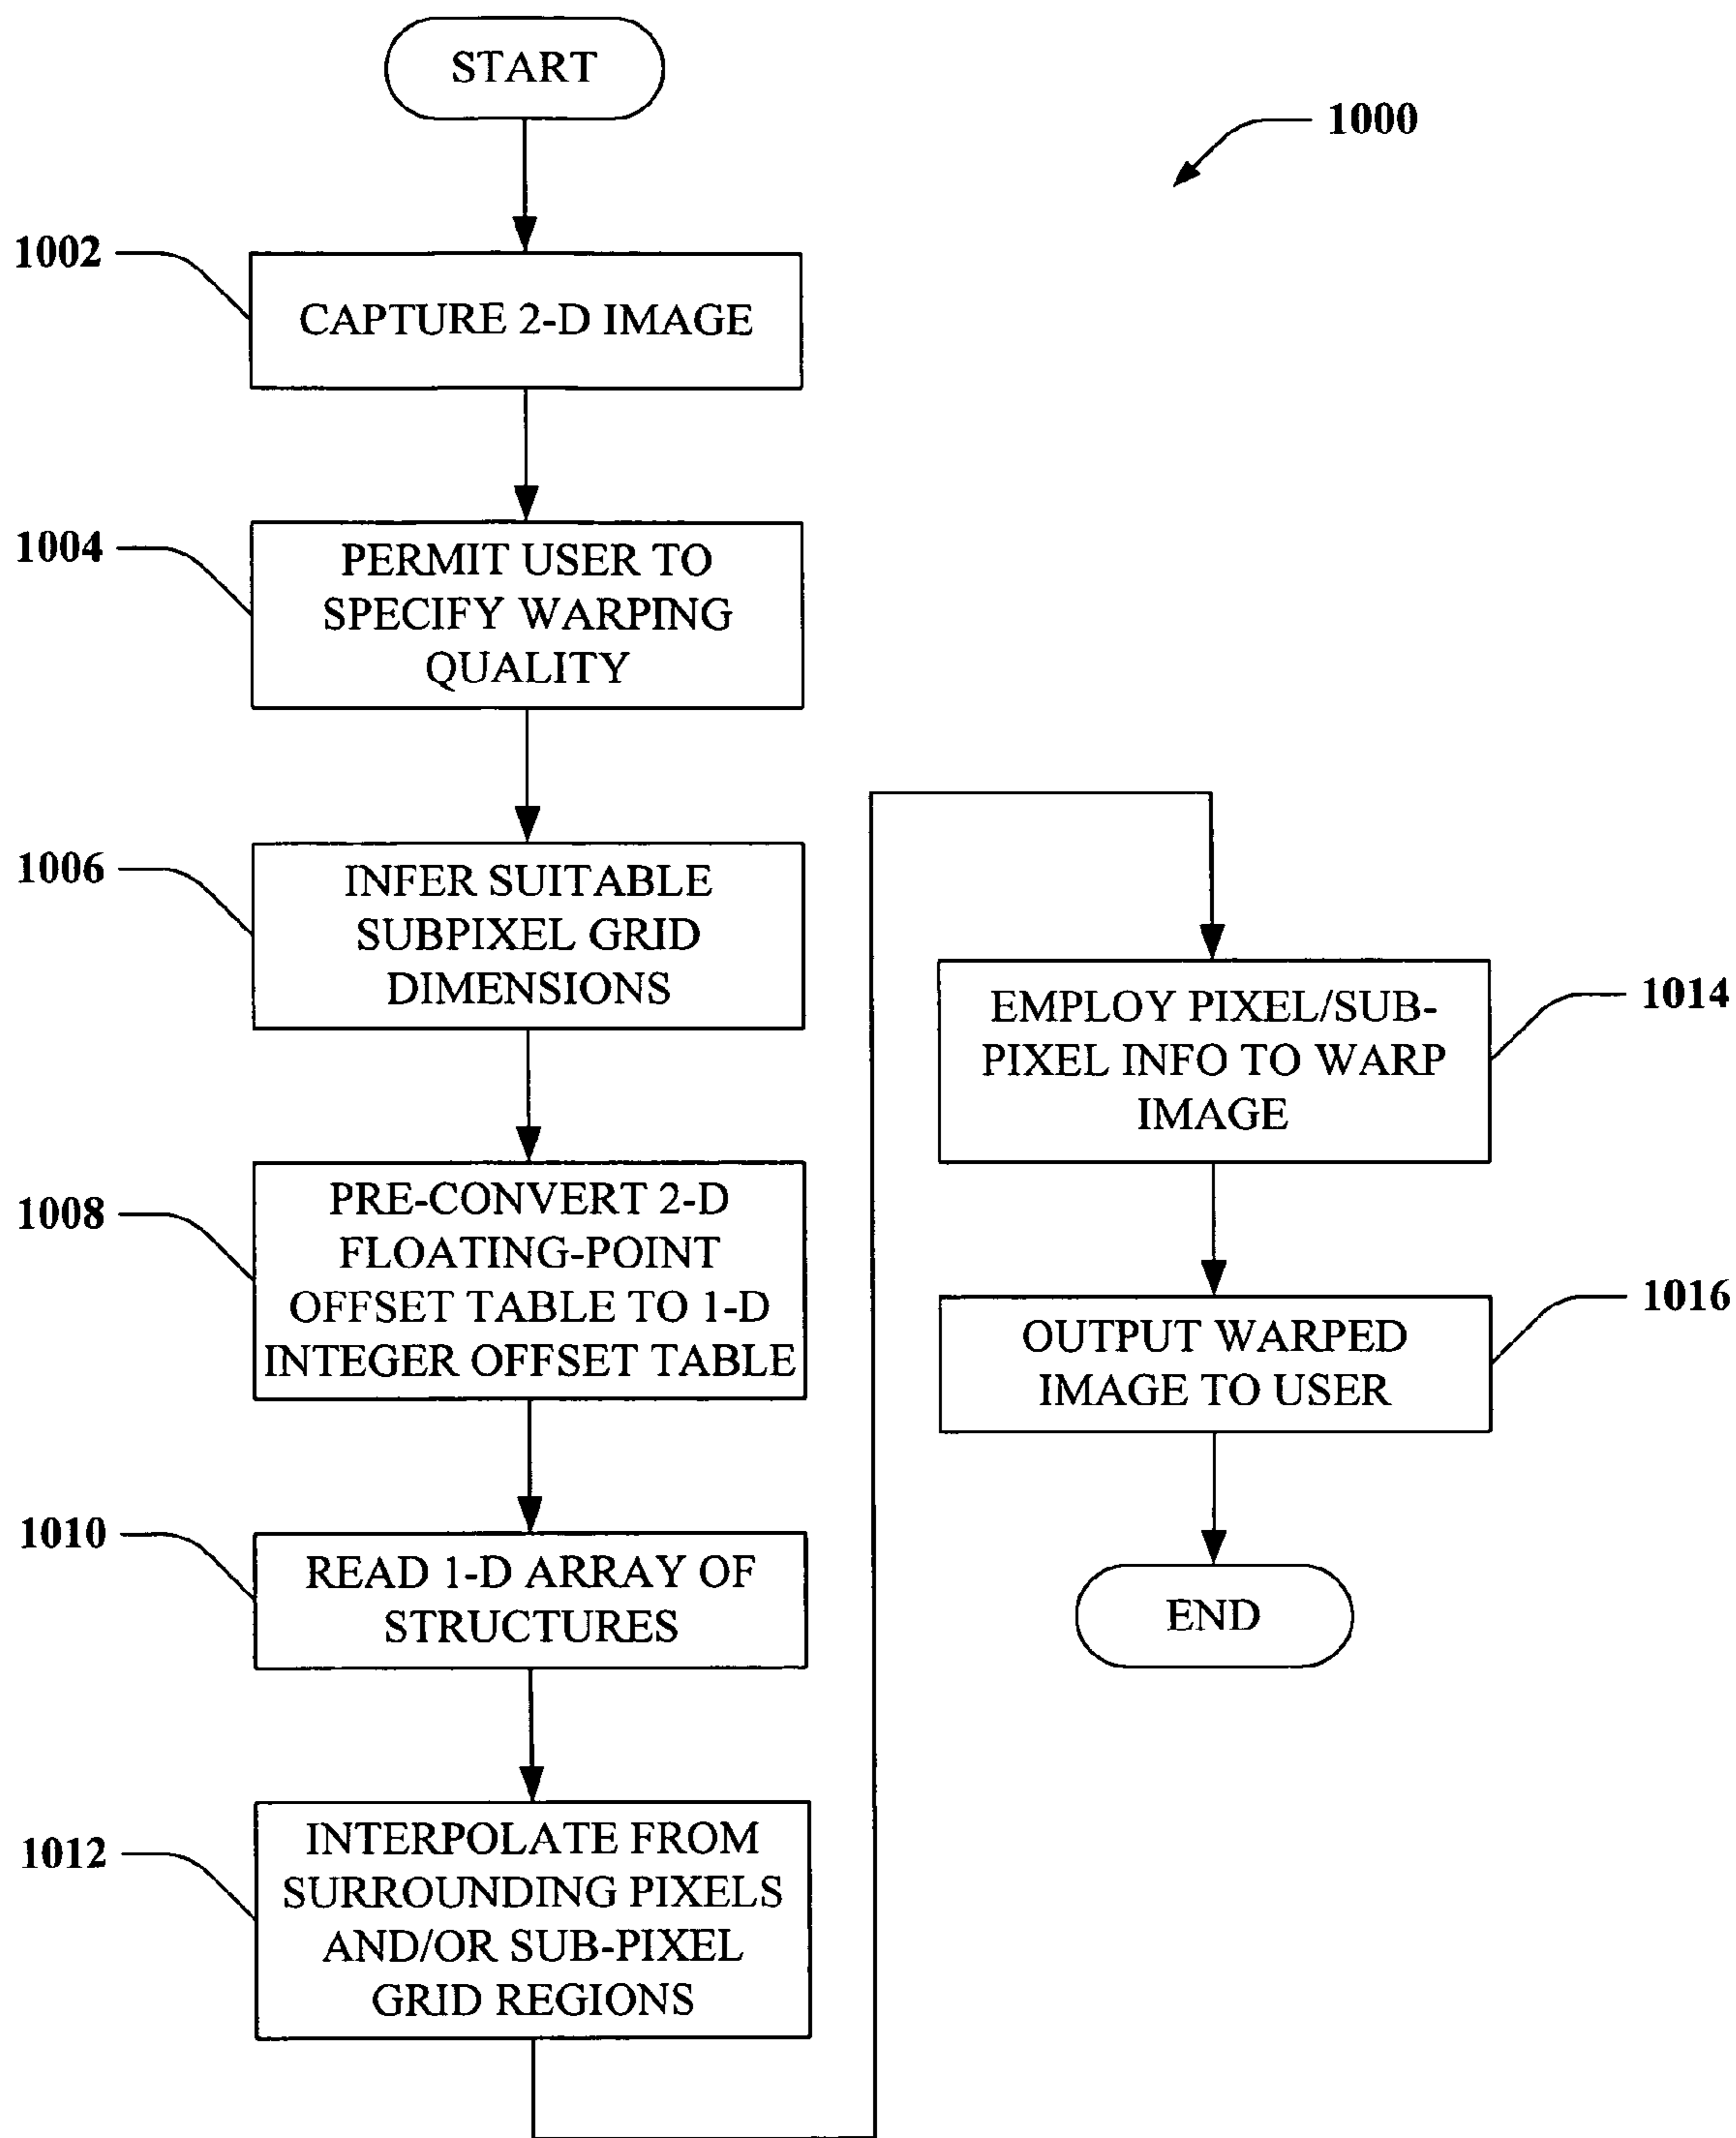 START
1000
1002
CAPTURE 2-D IMAGE
1004
PERMIT USER TO
SPECIFY WARPING
QUALITY
1006
INFER SUITABLE
SUBPIXEL GRID
DIMENSIONS
1008
PRE-CONVERT 2-D
FLOATING-POINT
OFFSET TABLE TO 1-D
INTEGER OFFSET TABLE
1010
READ 1-D ARRAY OF
STRUCTURES
1012
INTERPOLATE FROM
SURROUNDING PIXELS
AND/OR SUB-PIXEL
GRID REGIONS
EMPLOY PIXEL/SUB-
PIXEL INFO TO WARP
IMAGE
1014
OUTPUT WARPED
IMAGE TO USER
1016
END